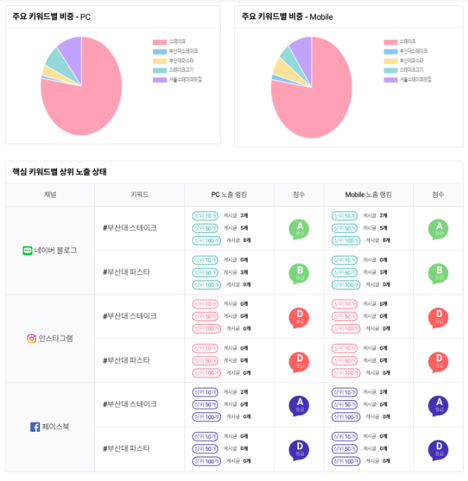 주요 키워드별 비중 - PC
스테이크
부산대스테이크
부산대파스타
스테이크고기
서울스테이크맛집
주요 키워드별 비중 - Mobile
스테이크
부산대스테이크
부산대파스타
스테이크고기
서울스테이크맛집
핵심 키워드별 상위 노출 상태
채널 키워드 PC 노출 랭킹 점수 Mobile 노출 랭킹 점수
네이버 블로그
#부산대 스테이크
상위 10개 게시글 2개
상위 50개 게시글 5개
상위 100개 게시글 8개
A 등급
상위 10개 게시글 2개
상위 50개 게시글 5개
상위 100개 게시글 8개
A 등급
#부산대 파스타
상위 10개 게시글 0개
상위 50개 게시글 3개
상위 100개 게시글 0개
B 등급
상위 10개 게시글 0개
상위 50개 게시글 3개
상위 100개 게시글 0개
B 등급
인스타그램
#부산대 스테이크
상위 10개 게시글 0개
상위 50개 게시글 0개
상위 100개 게시글 0개
D 등급
상위 10개 게시글 0개
상위 50개 게시글 0개
상위 100개 게시글 0개
D 등급
#부산대 파스타
상위 10개 게시글 0개
상위 50개 게시글 0개
상위 100개 게시글 0개
D 등급
상위 10개 게시글 0개
상위 50개 게시글 0개
상위 100개 게시글 0개
D 등급
페이스북
#부산대 스테이크
상위 10개 게시글 2개
상위 50개 게시글 6개
상위 100개 게시글 0개
A 등급
상위 10개 게시글 2개
상위 50개 게시글 6개
상위 100개 게시글 0개
A 등급
#부산대 파스타
상위 10개 게시글 0개
상위 50개 게시글 0개
상위 100개 게시글 0개
D 등급
상위 10개 게시글 0개
상위 50개 게시글 0개
상위 100개 게시글 0개
D 등급